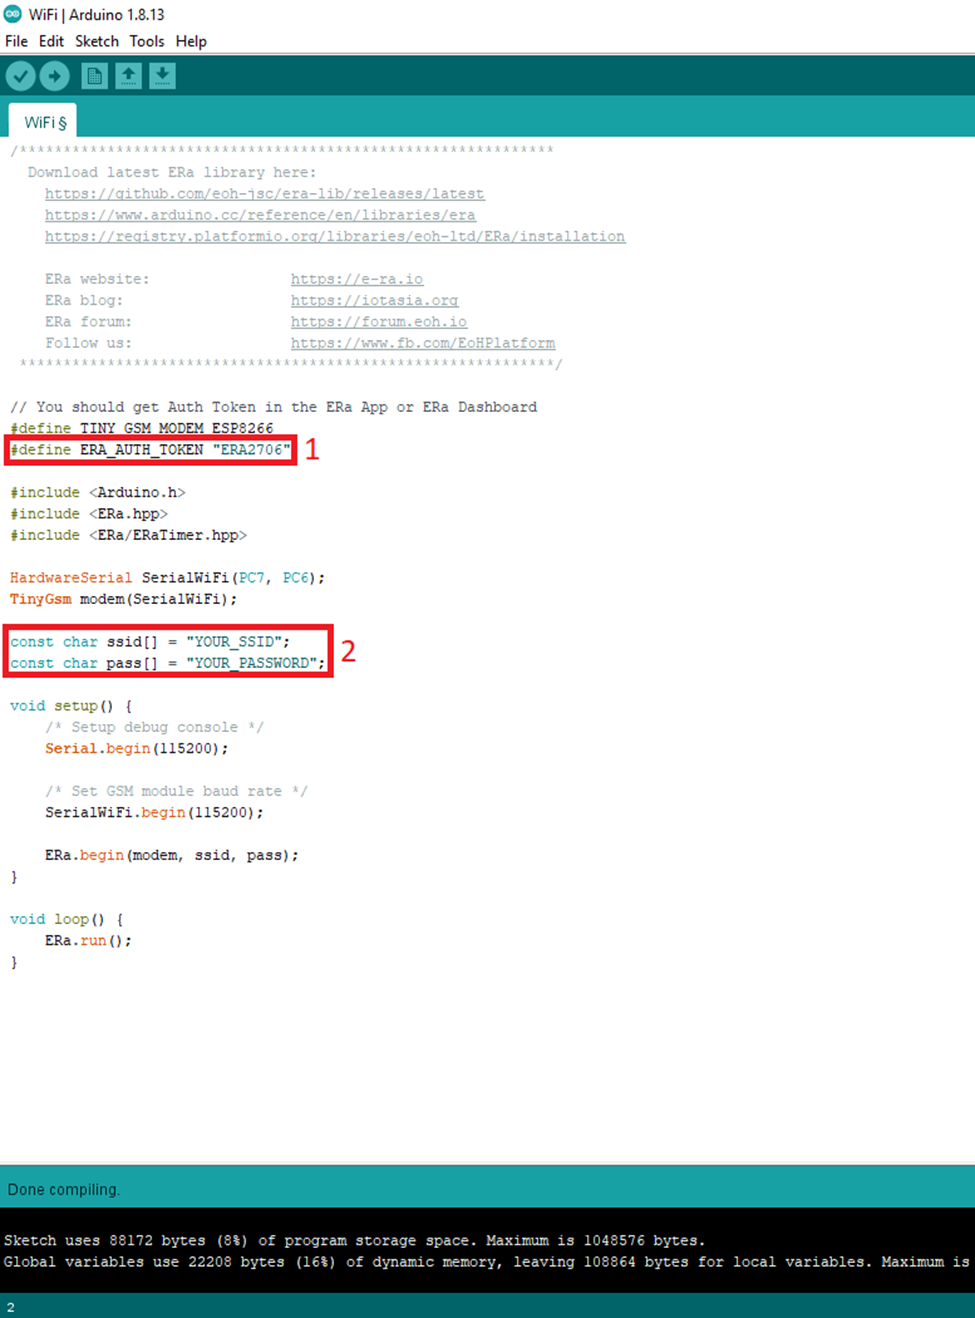 WiFi | Arduino 1.8.13
File Edit Sketch Tools Help
WiFi §
/*************************************************************
  Download latest ERa library here:
    https://github.com/eoh-jsc/era-lib/releases/latest
    https://www.arduino.cc/reference/en/libraries/era
    https://registry.platformio.org/libraries/eoh-ltd/ERa/installation
    ERa website:                https://e-ra.io
    ERa blog:                   https://iotasia.org
    ERa forum:                  https://forum.eoh.io
    Follow us:                  https://www.fb.com/EoHPlatform
 *************************************************************/
// You should get Auth Token in the ERa App or ERa Dashboard
#define TINY_GSM_MODEM_ESP8266
#define ERA_AUTH_TOKEN "ERA2706" 1
#include <Arduino.h>
#include <ERa.hpp>
#include <ERa/ERaTimer.hpp>
HardwareSerial SerialWiFi(PC7, PC6);
TinyGsm modem(SerialWiFi);
const char ssid[] = "YOUR_SSID"; 2
const char pass[] = "YOUR_PASSWORD";
void setup() {
    /* Setup debug console */
    Serial.begin(115200);
    /* Set GSM module baud rate */
    SerialWiFi.begin(115200);
    ERa.begin(modem, ssid, pass);
}
void loop() {
    ERa.run();
}
Done compiling.
Sketch uses 88172 bytes (8%) of program storage space. Maximum is 1048576 bytes.
Global variables use 22208 bytes (16%) of dynamic memory, leaving 108864 bytes for local variables. Maximum is
2